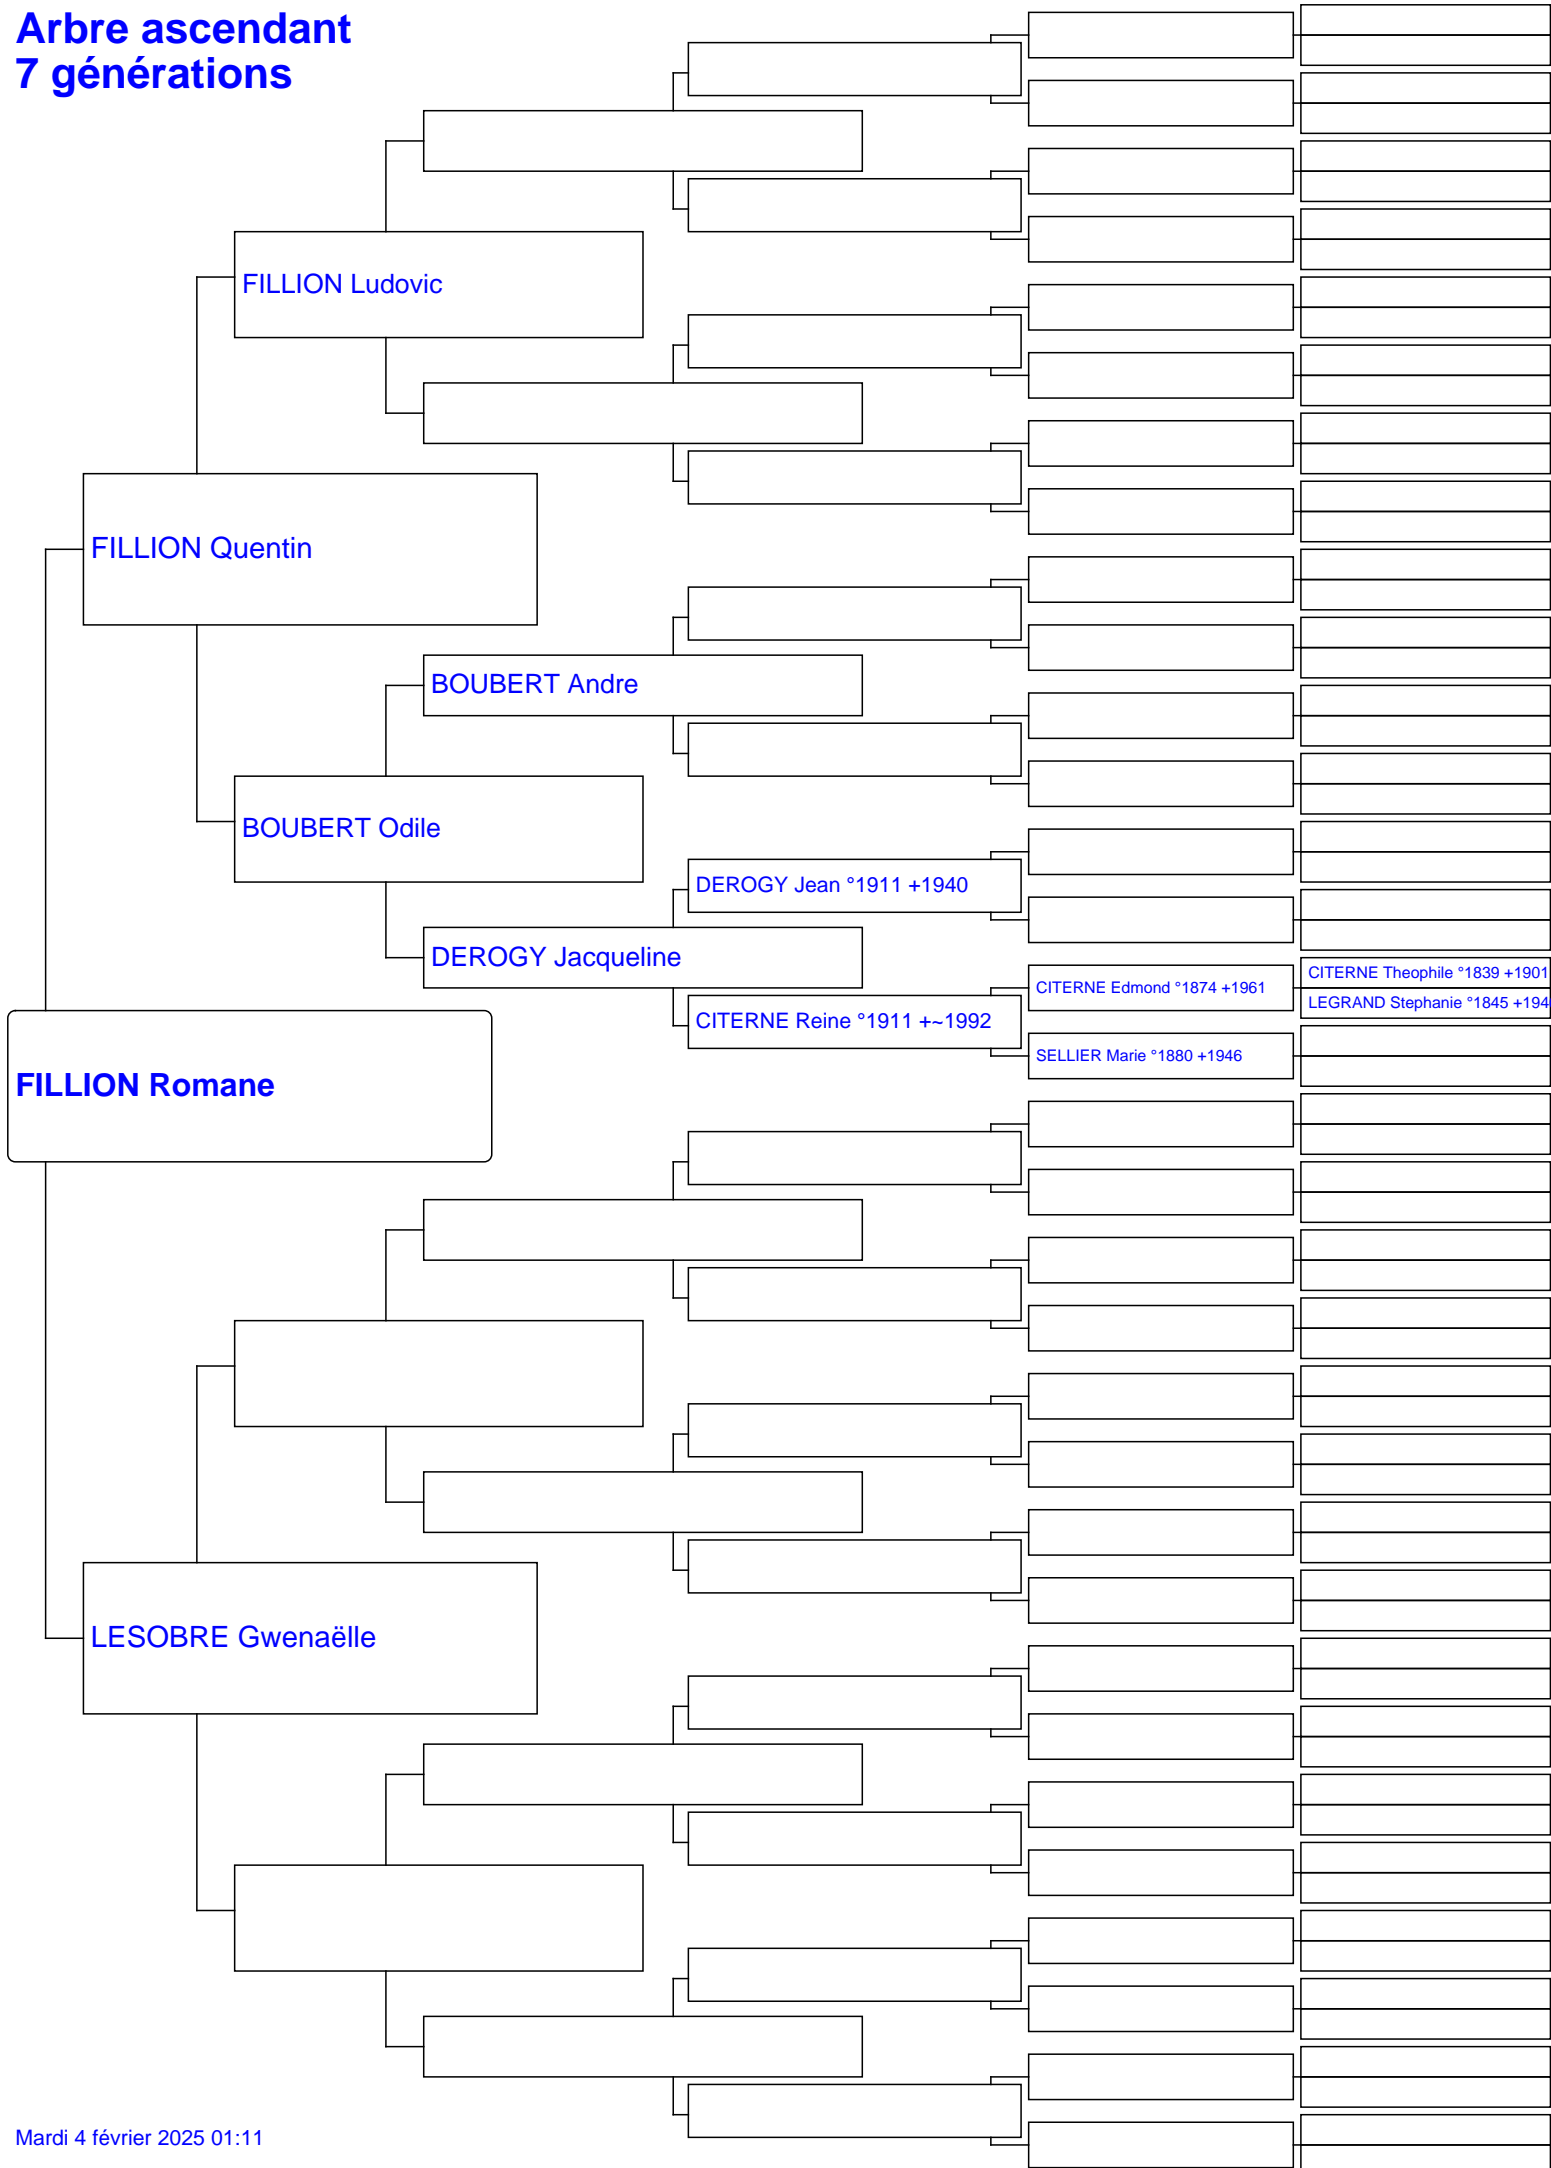 Arbre ascendant
7 générations
FILLION Ludovic
FILLION Quentin
BOUBERT Andre
BOUBERT Odile
DEROGY Jean °1911 +1940
DEROGY Jacqueline
CITERNE Theophile °1839 +1901
CITERNE Edmond °1874 +1961
LEGRAND Stephanie °1845 +194
CITERNE Reine °1911 +~1992
SELLIER Marie °1880 +1946
FILLION Romane
LESOBRE Gwenaëlle
Mardi 4 février 2025 01:11